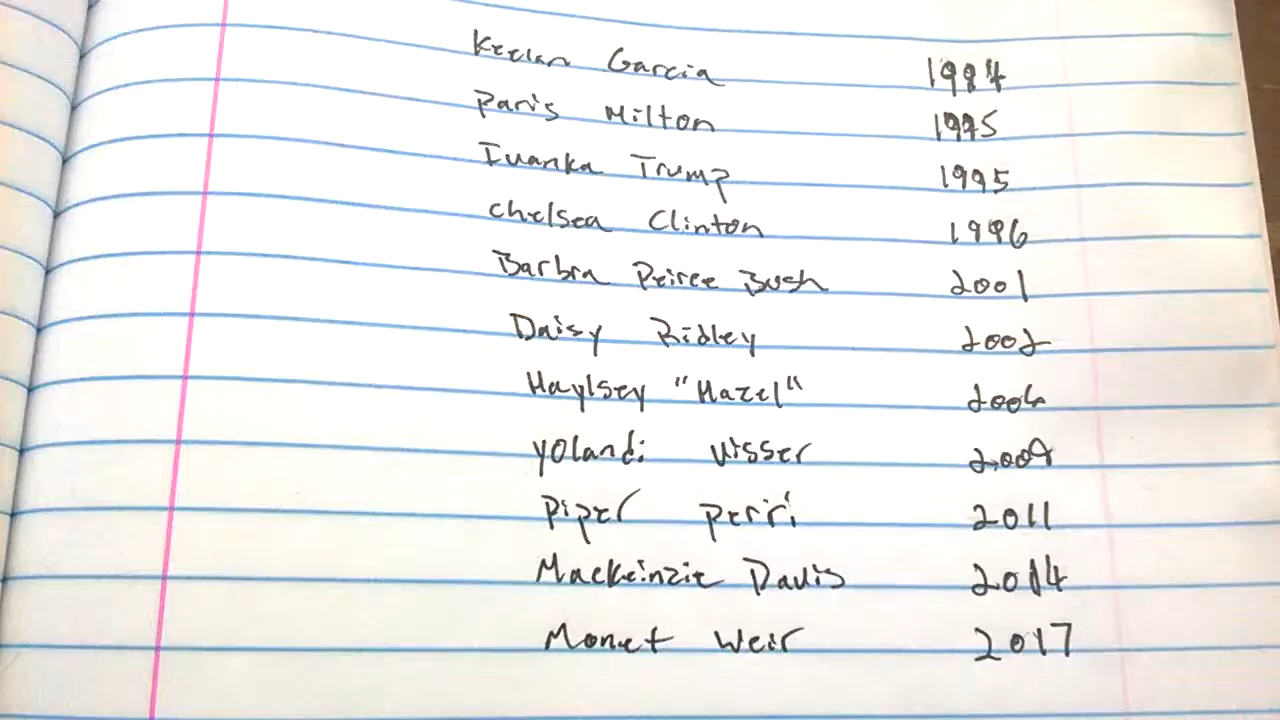 Keelan Garcia 1994
Paris Milton 1995
Ivanka Trump 1995
Chelsea Clinton 1996
Barbra Peirce Bush 2001
Daisy Ridley 2002
Haylsey "Hazel" 2006
Yolandi Visser 2009
Piper Perri 2011
Mackeinzie Davis 2014
Monet Weir 2017